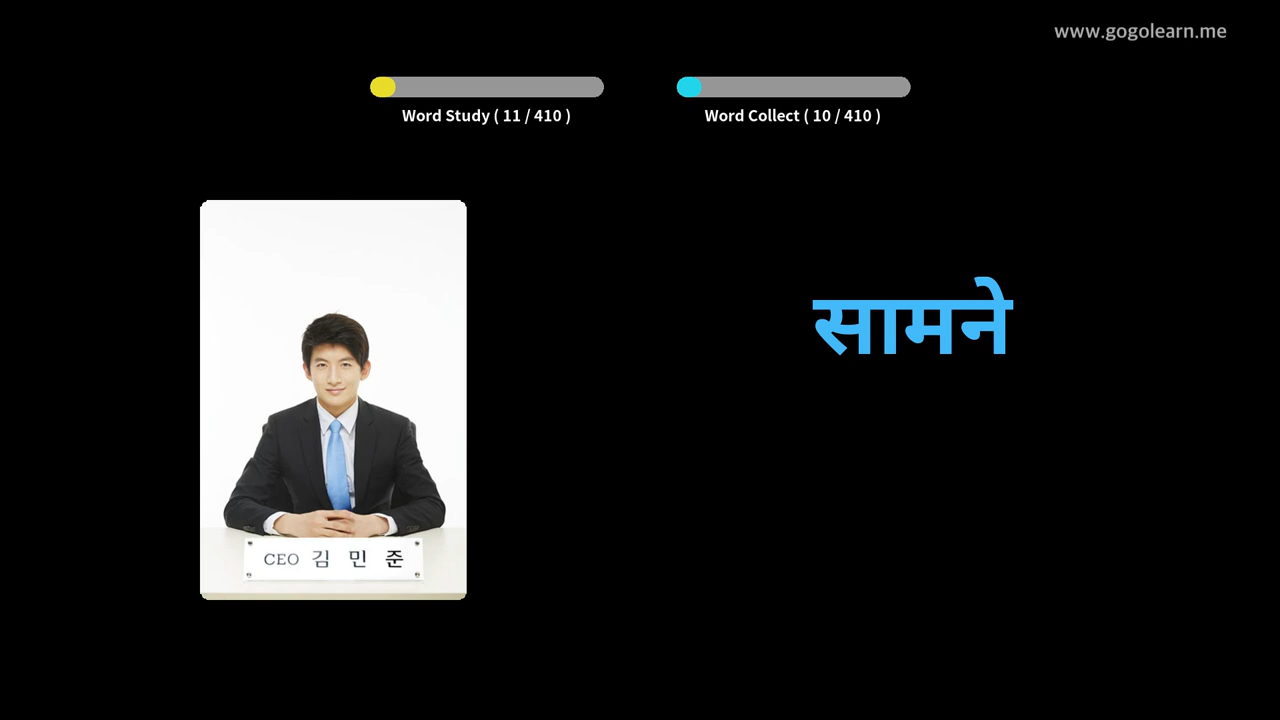 www.gogolearn.me
Word Study ( 11 / 410 )
Word Collect ( 10 / 410 )
सामने
CEO 김 민 준